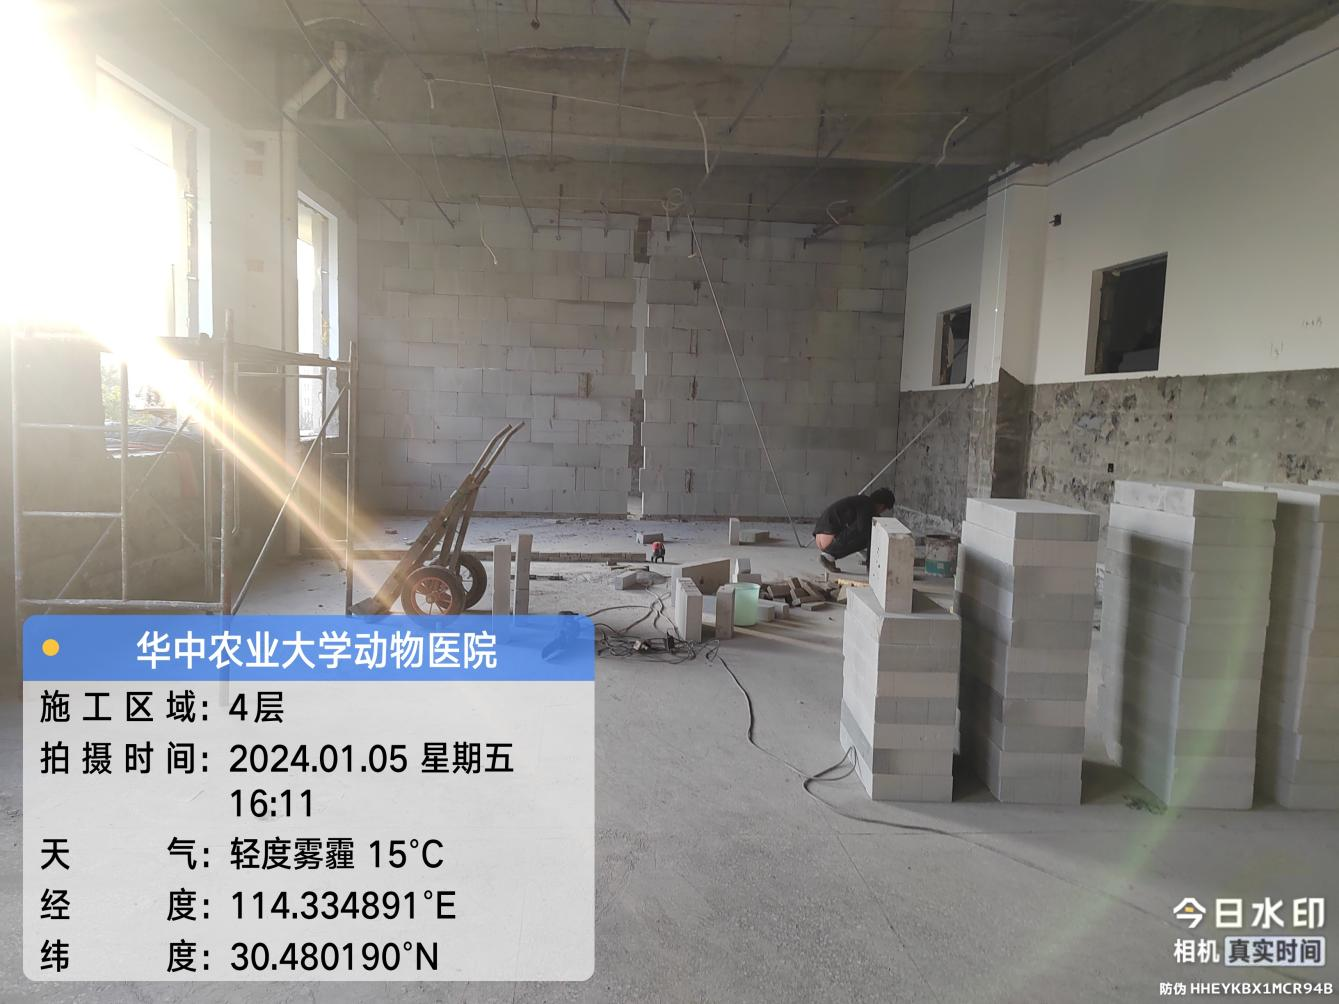 华中农业大学动物医院
施工区域：4层
拍摄时间：2024.01.05 星期五
16:11
天气：轻度雾霾 15℃
经度：114.334891°E
纬度：30.480190°N
今日水印
相机 真实时间
防伪 HHEYKBX1MCR94B